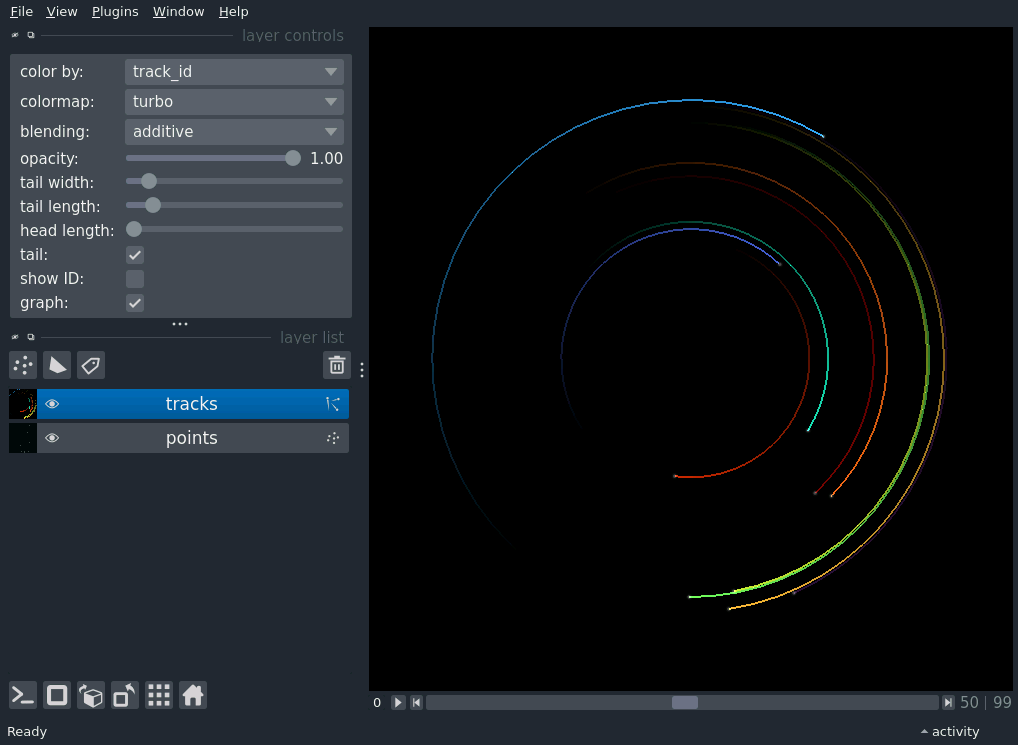 File View Plugins Window Help
layer controls
color by: track_id
colormap: turbo
blending: additive
opacity: 1.00
tail width:
tail length:
head length:
tail:
show ID:
graph:
layer list
tracks
points
0 50 | 99
Ready activity